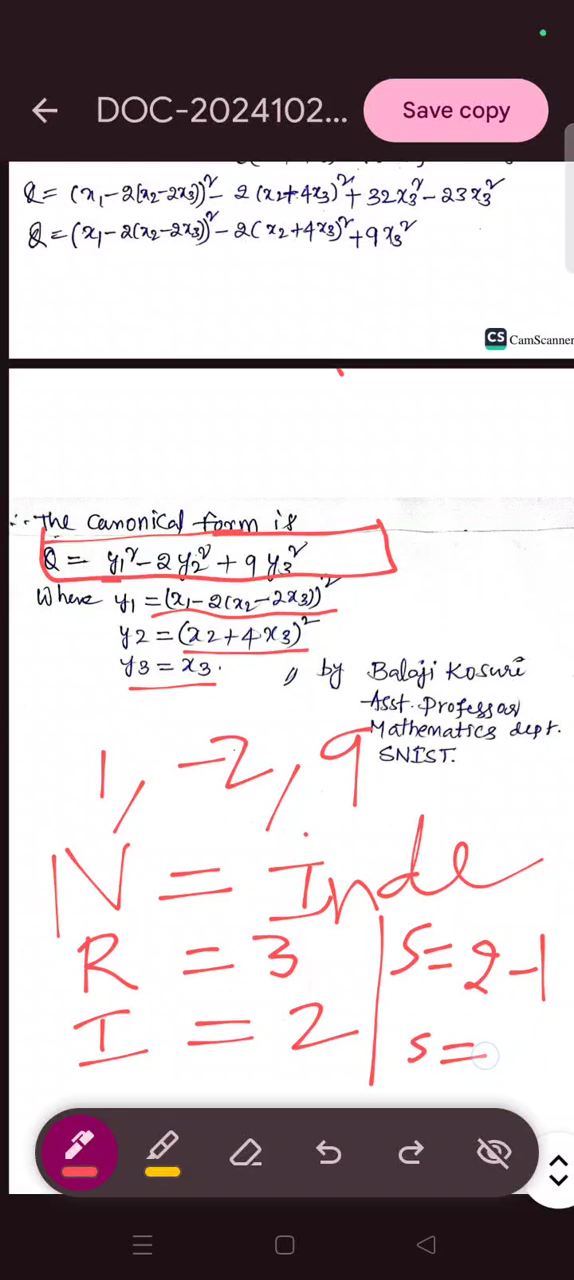 DOC-2024102... Save copy
Q = (x₁-2(x₂-2x₃))² - 2(x₂+4x₃)² + 32x₃² - 23x₃²
Q = (x₁-2(x₂-2x₃))² - 2(x₂+4x₃)² + 9x₃²
CS CamScanner
∴ The canonical form is
Q = y₁² - 2y₂² + 9y₃²
Where y₁ = (x₁-2(x₂-2x₃))²
y₂ = (x₂+4x₃)²
y₃ = x₃. // by Balaji Kosuri
Asst. Professor
Mathematics dept.
SNIST.
1, -2, 9
N = Inde
R = 3 | S = 2-1
I = 2 | s =